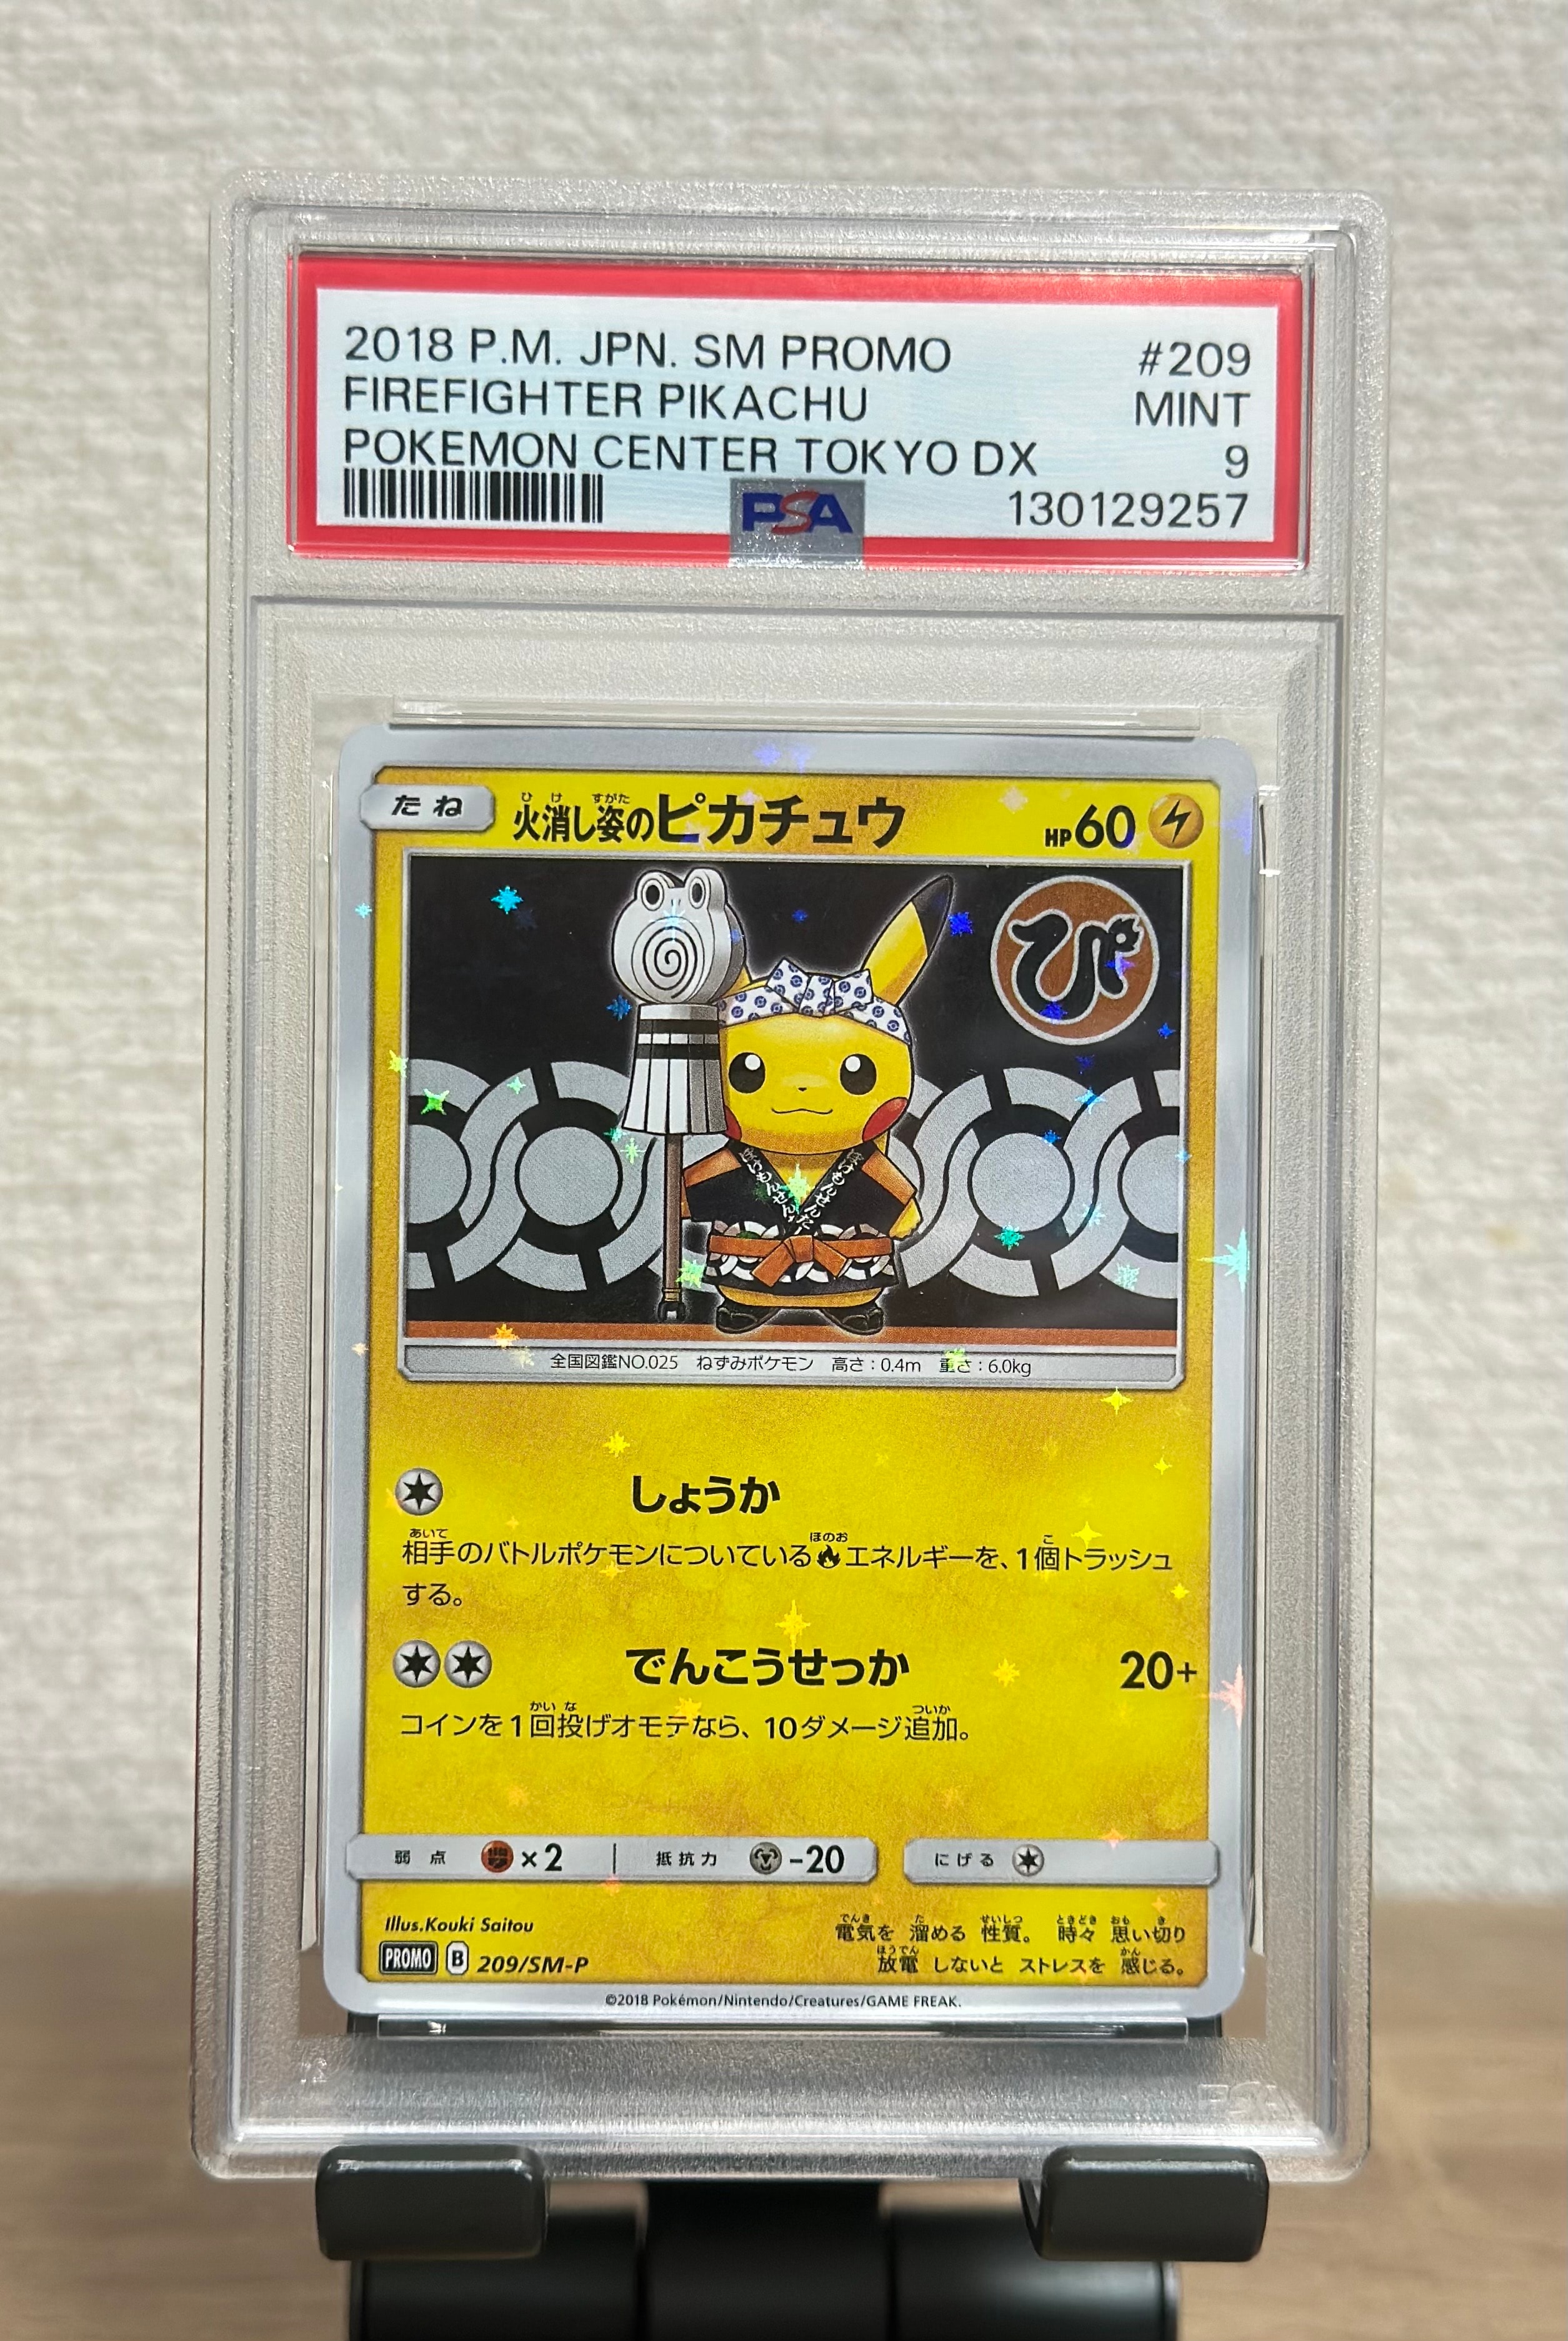 2018 P.M. JPN. SM PROMO #209
FIREFIGHTER PIKACHU MINT
POKEMON CENTER TOKYO DX 9
PSA 130129257
たね 火消し姿のピカチュウ HP60
ぴ
全国図鑑NO.025 ねずみポケモン 高さ:0.4m 重さ:6.0kg
しょうか
相手のバトルポケモンについているエネルギーを、1個トラッシュ
する。
でんこうせっか 20+
コインを1回投げオモテなら、10ダメージ追加。
弱点 ×2 抵抗力 -20 にげる
Illus.Kouki Saitou
電気を 溜める 性質。 時々 思い切り
放電 しないと ストレスを 感じる。
PROMO B 209/SM-P
©2018 Pokémon/Nintendo/Creatures/GAME FREAK.